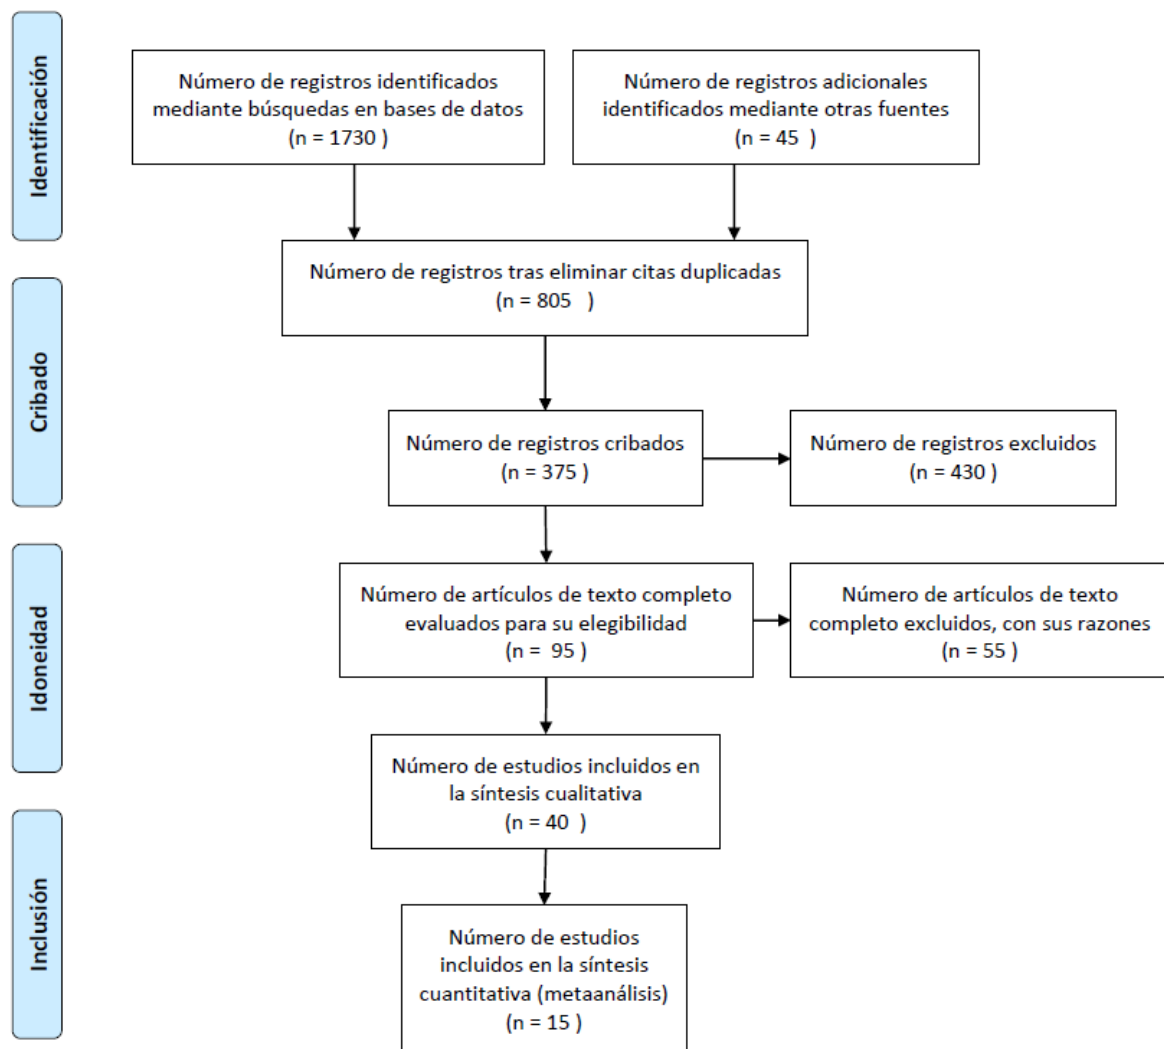 Identificación
Número de registros identificados
mediante búsquedas en bases de datos
(n = 1730 )
Número de registros adicionales
identificados mediante otras fuentes
(n = 45 )
Número de registros tras eliminar citas duplicadas
(n = 805 )
Cribado
Número de registros cribados
(n = 375 )
Número de registros excluidos
(n = 430 )
Idoneidad
Número de artículos de texto completo
evaluados para su elegibilidad
(n = 95 )
Número de artículos de texto
completo excluidos, con sus razones
(n = 55 )
Número de estudios incluidos en
la síntesis cualitativa
(n = 40 )
Inclusión
Número de estudios
incluidos en la síntesis
cuantitativa (metaanálisis)
(n = 15 )